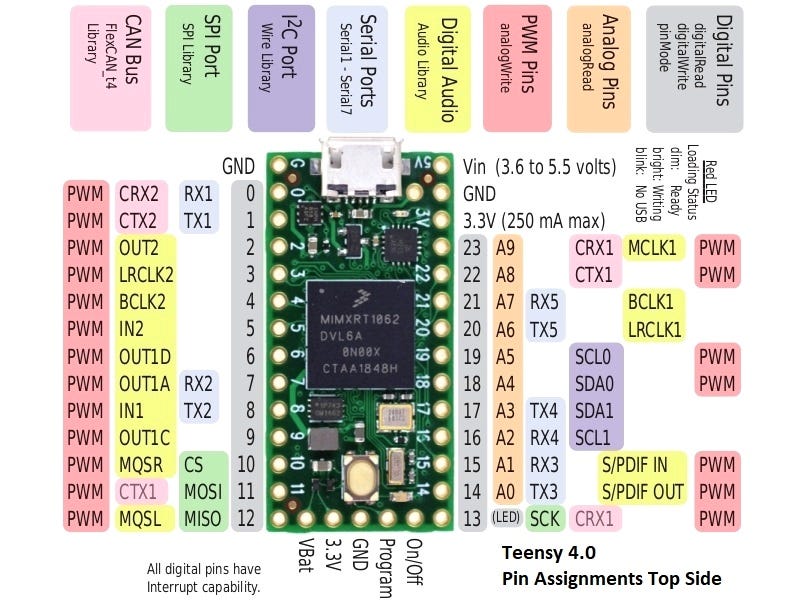 CAN Bus
FlexCAN_t4
Library
SPI Port
SPI Library
I²C Port
Wire Library
Serial Ports
Serial1 - Serial7
Digital Audio
Audio Library
PWM Pins
analogWrite
Analog Pins
analogRead
Digital Pins
digitalRead
digitalWrite
pinMode
Red LED
Loading Status
dim: Ready
bright: Writing
blink: No USB
GND G 5V Vin (3.6 to 5.5 volts)
PWM CRX2 RX1 0 0 GND
PWM CTX2 TX1 1 1 3V 3.3V (250 mA max)
PWM OUT2 2 2 23 A9 CRX1 MCLK1 PWM
PWM LRCLK2 3 3 22 22 A8 CTX1 PWM
PWM BCLK2 4 4 21 21 A7 RX5 BCLK1
PWM IN2 5 5 20 20 A6 TX5 LRCLK1
PWM OUT1D 6 6 19 19 A5 SCL0 PWM
PWM OUT1A RX2 7 7 18 18 A4 SDA0 PWM
PWM IN1 TX2 8 8 17 17 A3 TX4 SDA1
PWM OUT1C 9 9 16 16 A2 RX4 SCL1
PWM MQSR CS 10 10 15 15 A1 RX3 S/PDIF IN PWM
PWM CTX1 MOSI 11 11 14 14 A0 TX3 S/PDIF OUT PWM
PWM MQSL MISO 12 13 (LED) SCK CRX1 PWM
MIMXRT1062
DVL6A
0N00X
CTAA1848H
VBat
3.3V
GND
Program
On/Off
All digital pins have
Interrupt capability.
Teensy 4.0
Pin Assignments Top Side